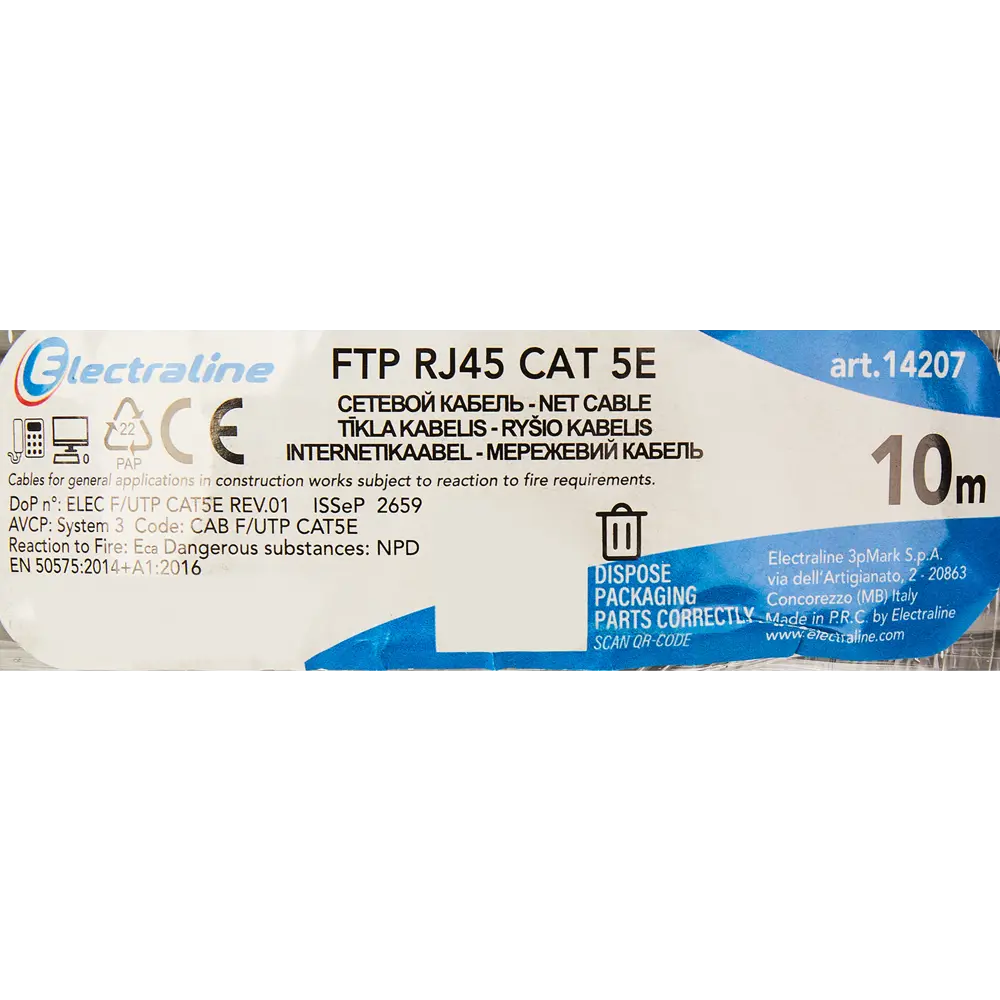 Electraline
FTP RJ45 CAT 5E
art.14207
СЕТЕВОЙ КАБЕЛЬ - NET CABLE
TĪKLA KABELIS - RYŠIO KABELIS
INTERNETIKAABEL - МЕРЕЖЕВИЙ КАБЕЛЬ
22
PAP
CE
10m
Cables for general applications in construction works subject to reaction to fire requirements.
DoP n°: ELEC F/UTP CAT5E REV.01 ISSeP 2659
AVCP: System 3 Code: CAB F/UTP CAT5E
Reaction to Fire: Eca Dangerous substances: NPD
EN 50575:2014+A1:2016
DISPOSE
PACKAGING
PARTS CORRECTLY
SCAN QR-CODE
Electraline 3pMark S.p.A.
via dell'Artigianato, 2 - 20863
Concorezzo (MB) Italy
Made in P.R.C. by Electraline
www.electraline.com